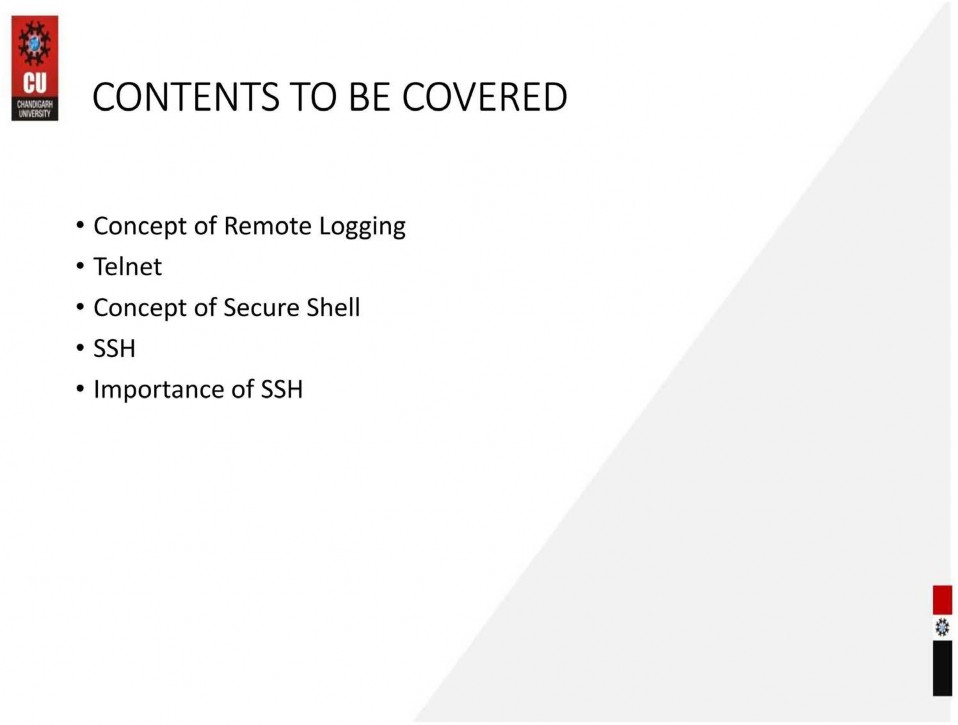 CU
CHANDIGARH
UNIVERSITY
CONTENTS TO BE COVERED
• Concept of Remote Logging
• Telnet
• Concept of Secure Shell
• SSH
• Importance of SSH